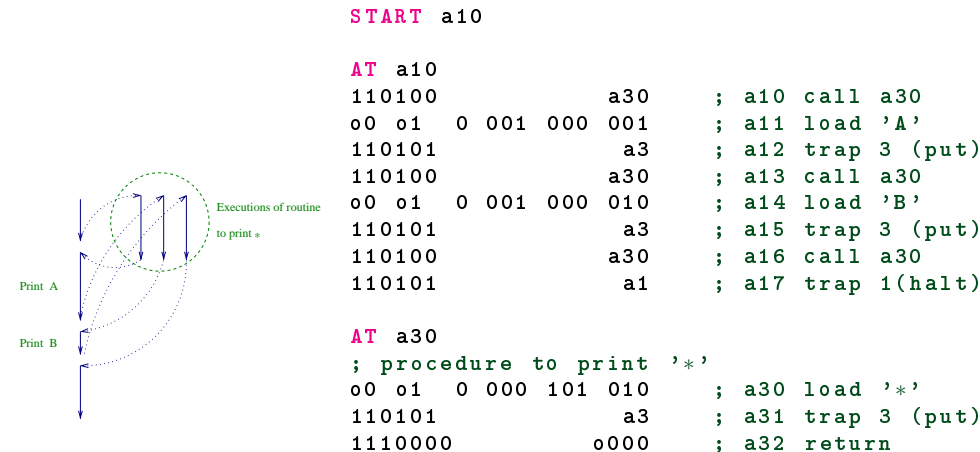 Executions of routine
to print *
Print A
Print B
START a10
AT a10
110100 a30 ; a10 call a30
o0 o1 0 001 000 001 ; a11 load ’A’
110101 a3 ; a12 trap 3 (put)
110100 a30 ; a13 call a30
o0 o1 0 001 000 010 ; a14 load ’B’
110101 a3 ; a15 trap 3 (put)
110100 a30 ; a16 call a30
110101 a1 ; a17 trap 1(halt)
AT a30
; procedure to print ’*’
o0 o1 0 000 101 010 ; a30 load ’*’
110101 a3 ; a31 trap 3 (put)
1110000 o000 ; a32 return